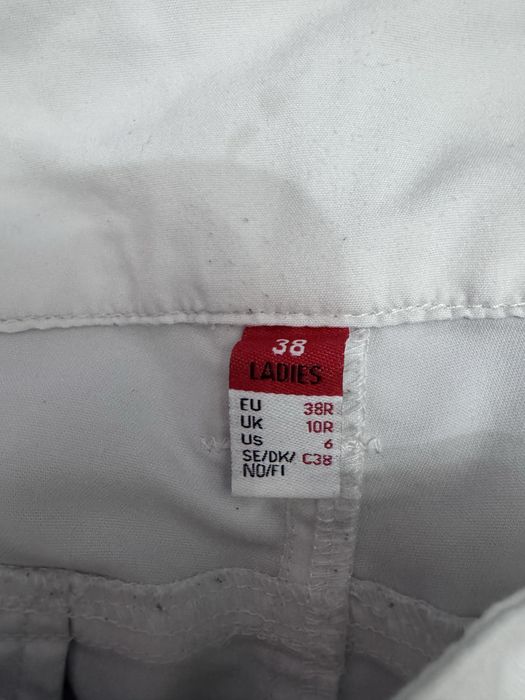 38
LADIES
EU 38R
UK 10R
US 6
SE/DK/ C38
NO/FI